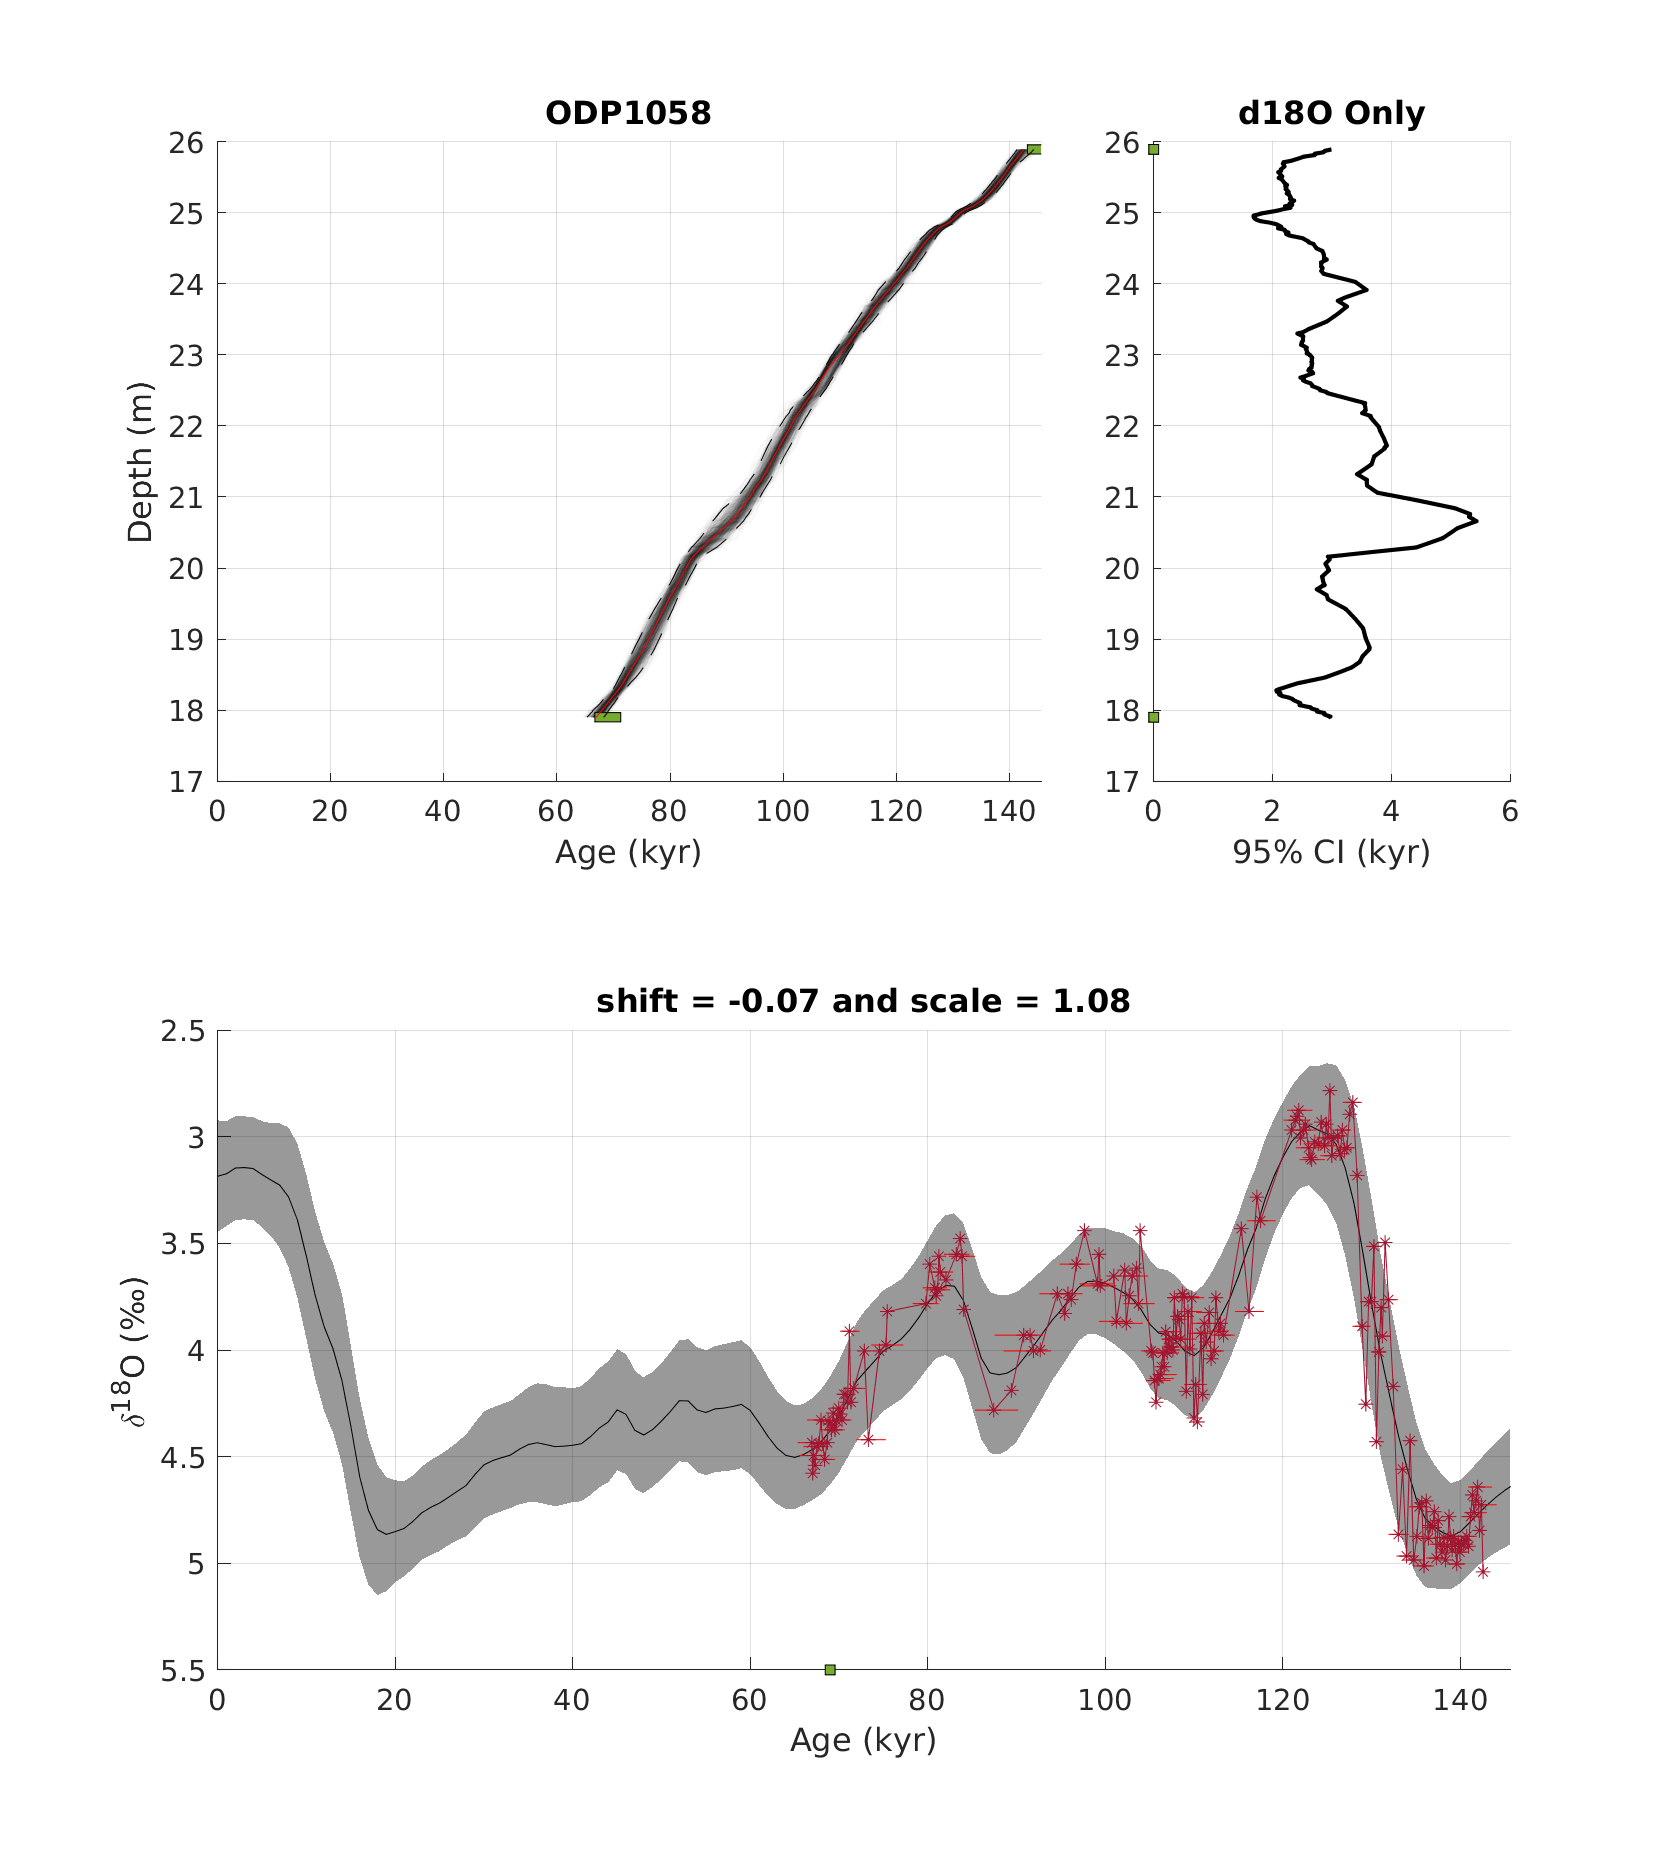 ODP1058
d18O Only
26
25
24
23
22
21
20
19
18
17
Depth (m)
0 20 40 60 80 100 120 140
Age (kyr)
26
25
24
23
22
21
20
19
18
17
0 2 4 6
95% CI (kyr)
shift = -0.07 and scale = 1.08
2.5
3
3.5
4
4.5
5
5.5
δ18O (‰)
0 20 40 60 80 100 120 140
Age (kyr)